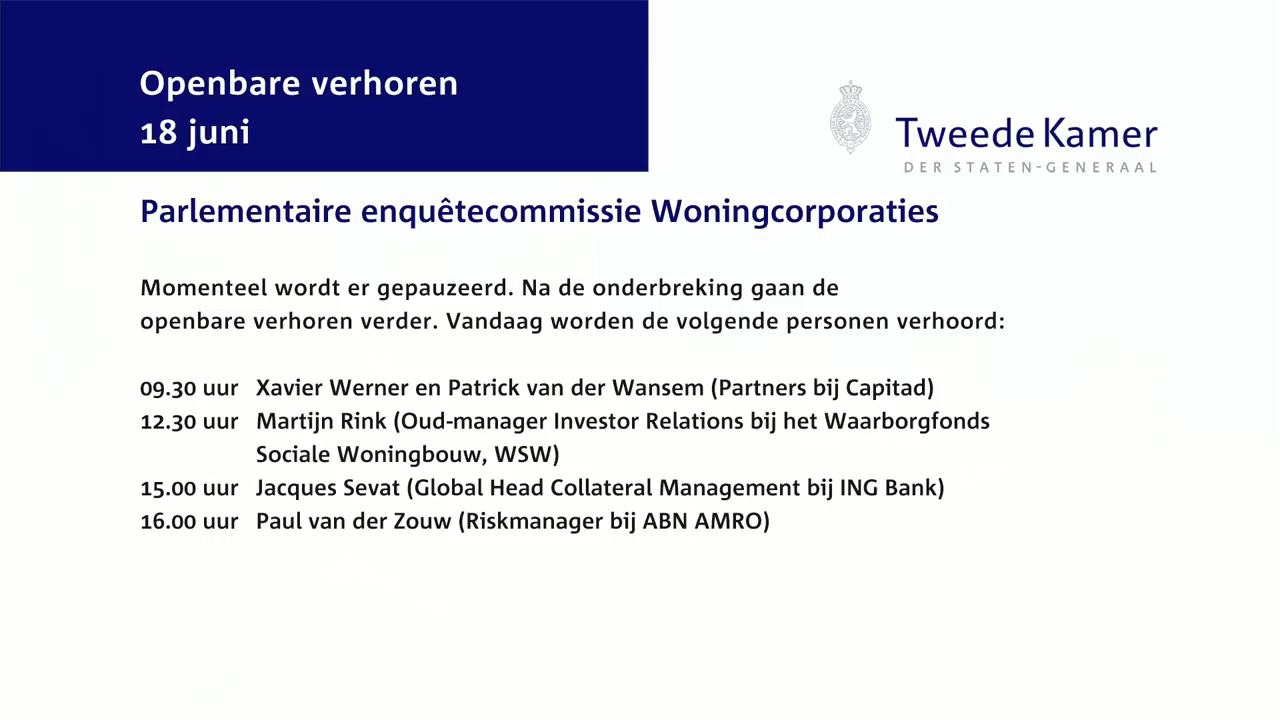 Openbare verhoren
18 juni
Tweede Kamer
DER STATEN-GENERAAL
Parlementaire enquêtecommissie Woningcorporaties
Momenteel wordt er gepauzeerd. Na de onderbreking gaan de
openbare verhoren verder. Vandaag worden de volgende personen verhoord:
09.30 uur Xavier Werner en Patrick van der Wansem (Partners bij Capitad)
12.30 uur Martijn Rink (Oud-manager Investor Relations bij het Waarborgfonds
Sociale Woningbouw, WSW)
15.00 uur Jacques Sevat (Global Head Collateral Management bij ING Bank)
16.00 uur Paul van der Zouw (Riskmanager bij ABN AMRO)